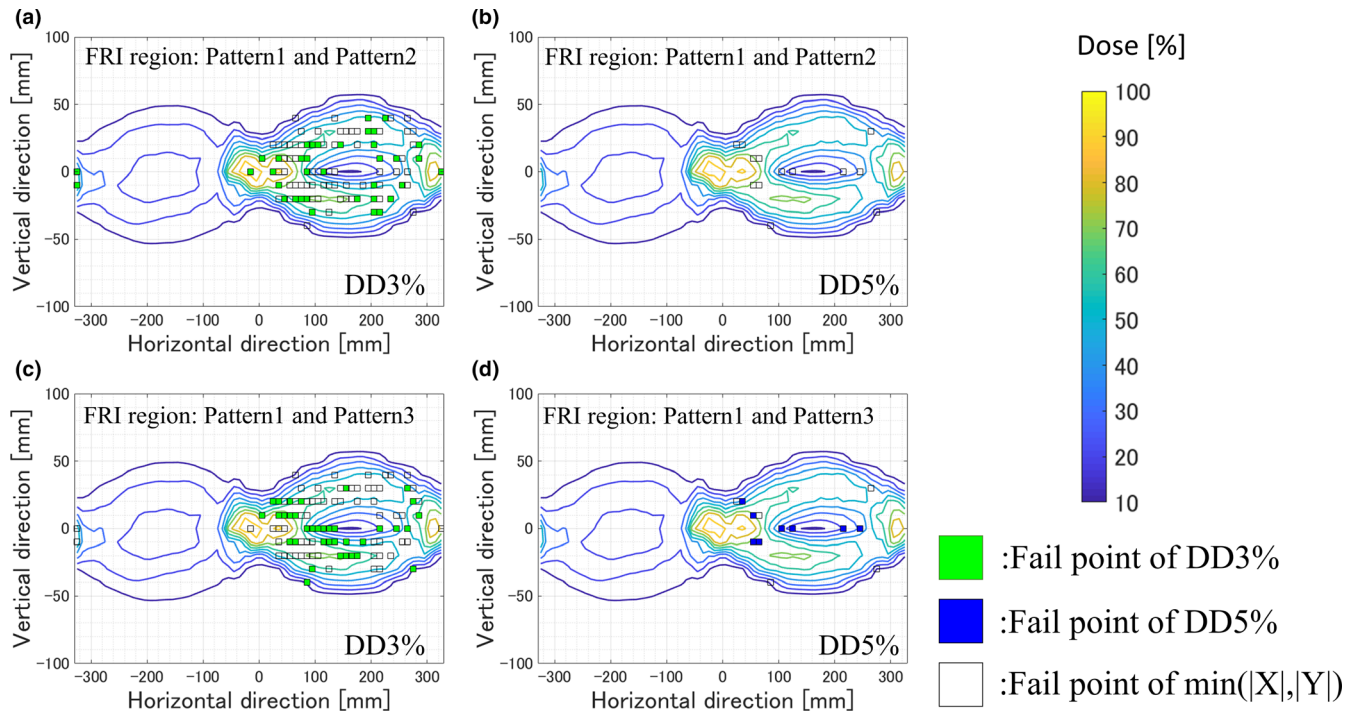 (a)
FRI region: Pattern1 and Pattern2
100
50
0
−50
−100
Vertical direction [mm]
DD3%
−300 −200 −100 0 100 200 300
Horizontal direction [mm]
(b)
FRI region: Pattern1 and Pattern2
100
50
0
−50
−100
Vertical direction [mm]
DD5%
−300 −200 −100 0 100 200 300
Horizontal direction [mm]
(c)
FRI region: Pattern1 and Pattern3
100
50
0
−50
−100
Vertical direction [mm]
DD3%
−300 −200 −100 0 100 200 300
Horizontal direction [mm]
(d)
FRI region: Pattern1 and Pattern3
100
50
0
−50
−100
Vertical direction [mm]
DD5%
−300 −200 −100 0 100 200 300
Horizontal direction [mm]
Dose [%]
100
90
80
70
60
50
40
30
20
10
:Fail point of DD3%
:Fail point of DD5%
:Fail point of min(|X|,|Y|)